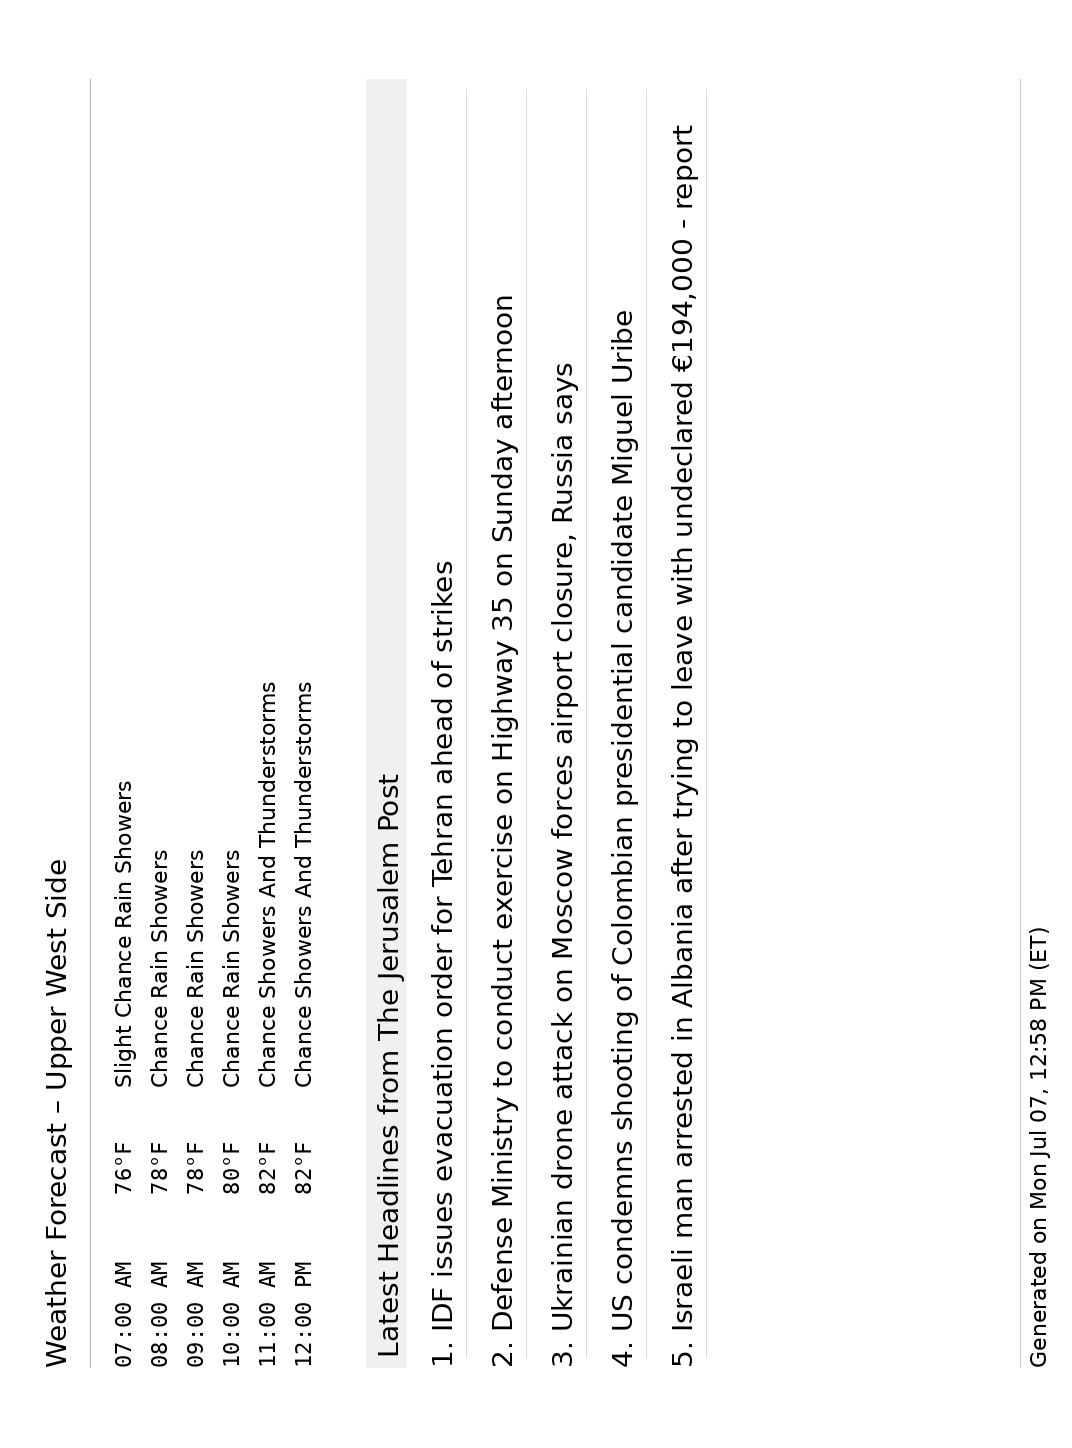 Weather Forecast – Upper West Side
07:00 AM 76°F Slight Chance Rain Showers
08:00 AM 78°F Chance Rain Showers
09:00 AM 78°F Chance Rain Showers
10:00 AM 80°F Chance Rain Showers
11:00 AM 82°F Chance Showers And Thunderstorms
12:00 PM 82°F Chance Showers And Thunderstorms
Latest Headlines from The Jerusalem Post
1. IDF issues evacuation order for Tehran ahead of strikes
2. Defense Ministry to conduct exercise on Highway 35 on Sunday afternoon
3. Ukrainian drone attack on Moscow forces airport closure, Russia says
4. US condemns shooting of Colombian presidential candidate Miguel Uribe
5. Israeli man arrested in Albania after trying to leave with undeclared €194,000 - report
Generated on Mon Jul 07, 12:58 PM (ET)